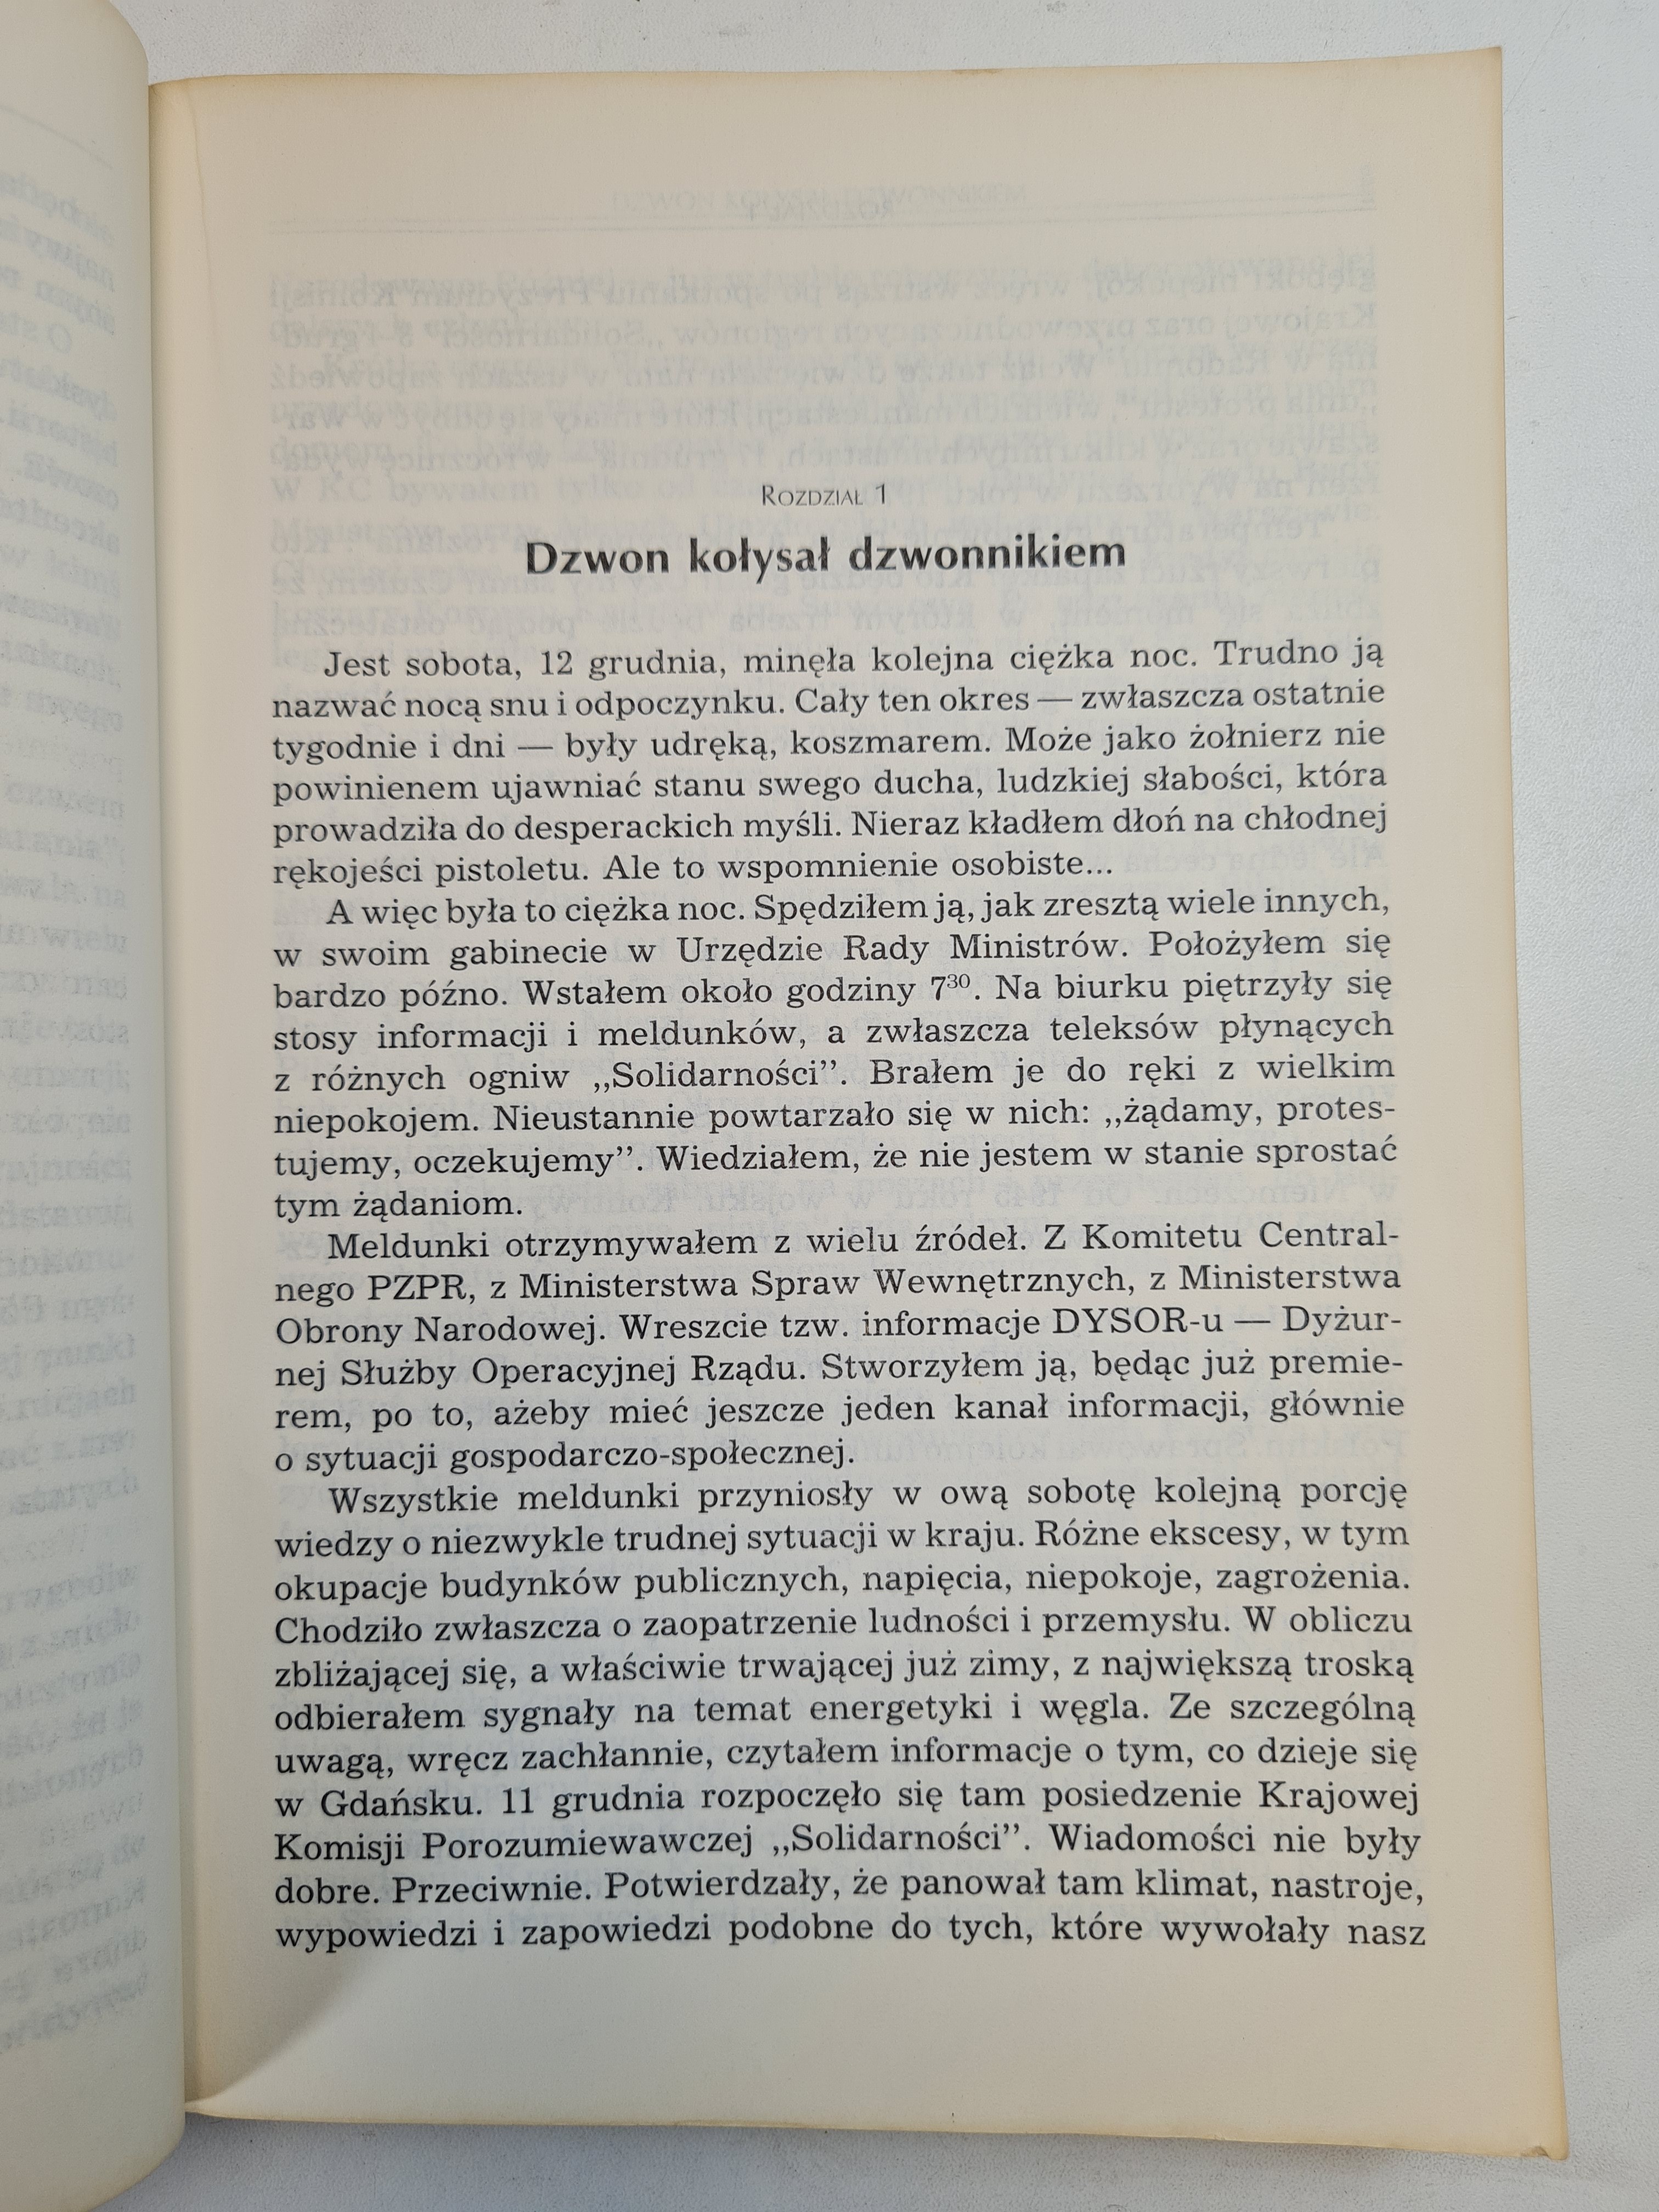 Rozdział 1
Dzwon kołysał dzwonnikiem
Jest sobota, 12 grudnia, minęła kolejna ciężka noc. Trudno ją
nazwać nocą snu i odpoczynku. Cały ten okres — zwłaszcza ostatnie
tygodnie i dni — były udręką, koszmarem. Może jako żołnierz nie
powinienem ujawniać stanu swego ducha, ludzkiej słabości, która
prowadziła do desperackich myśli. Nieraz kładłem dłoń na chłodnej
rękojeści pistoletu. Ale to wspomnienie osobiste...
A więc była to ciężka noc. Spędziłem ją, jak zresztą wiele innych,
w swoim gabinecie w Urzędzie Rady Ministrów. Położyłem się
bardzo późno. Wstałem około godziny 7³⁰. Na biurku piętrzyły się
stosy informacji i meldunków, a zwłaszcza teleksów płynących
z różnych ogniw ,,Solidarności”. Brałem je do ręki z wielkim
niepokojem. Nieustannie powtarzało się w nich: ,,żądamy, protes-
tujemy, oczekujemy”. Wiedziałem, że nie jestem w stanie sprostać
tym żądaniom.
Meldunki otrzymywałem z wielu źródeł. Z Komitetu Central-
nego PZPR, z Ministerstwa Spraw Wewnętrznych, z Ministerstwa
Obrony Narodowej. Wreszcie tzw. informacje DYSOR-u — Dyżur-
nej Służby Operacyjnej Rządu. Stworzyłem ją, będąc już premie-
rem, po to, ażeby mieć jeszcze jeden kanał informacji, głównie
o sytuacji gospodarczo-społecznej.
Wszystkie meldunki przyniosły w ową sobotę kolejną porcję
wiedzy o niezwykle trudnej sytuacji w kraju. Różne ekscesy, w tym
okupacje budynków publicznych, napięcia, niepokoje, zagrożenia.
Chodziło zwłaszcza o zaopatrzenie ludności i przemysłu. W obliczu
zbliżającej się, a właściwie trwającej już zimy, z największą troską
odbierałem sygnały na temat energetyki i węgla. Ze szczególną
uwagą, wręcz zachłannie, czytałem informacje o tym, co dzieje się
w Gdańsku. 11 grudnia rozpoczęło się tam posiedzenie Krajowej
Komisji Porozumiewawczej ,,Solidarności”. Wiadomości nie były
dobre. Przeciwnie. Potwierdzały, że panował tam klimat, nastroje,
wypowiedzi i zapowiedzi podobne do tych, które wywołały nasz